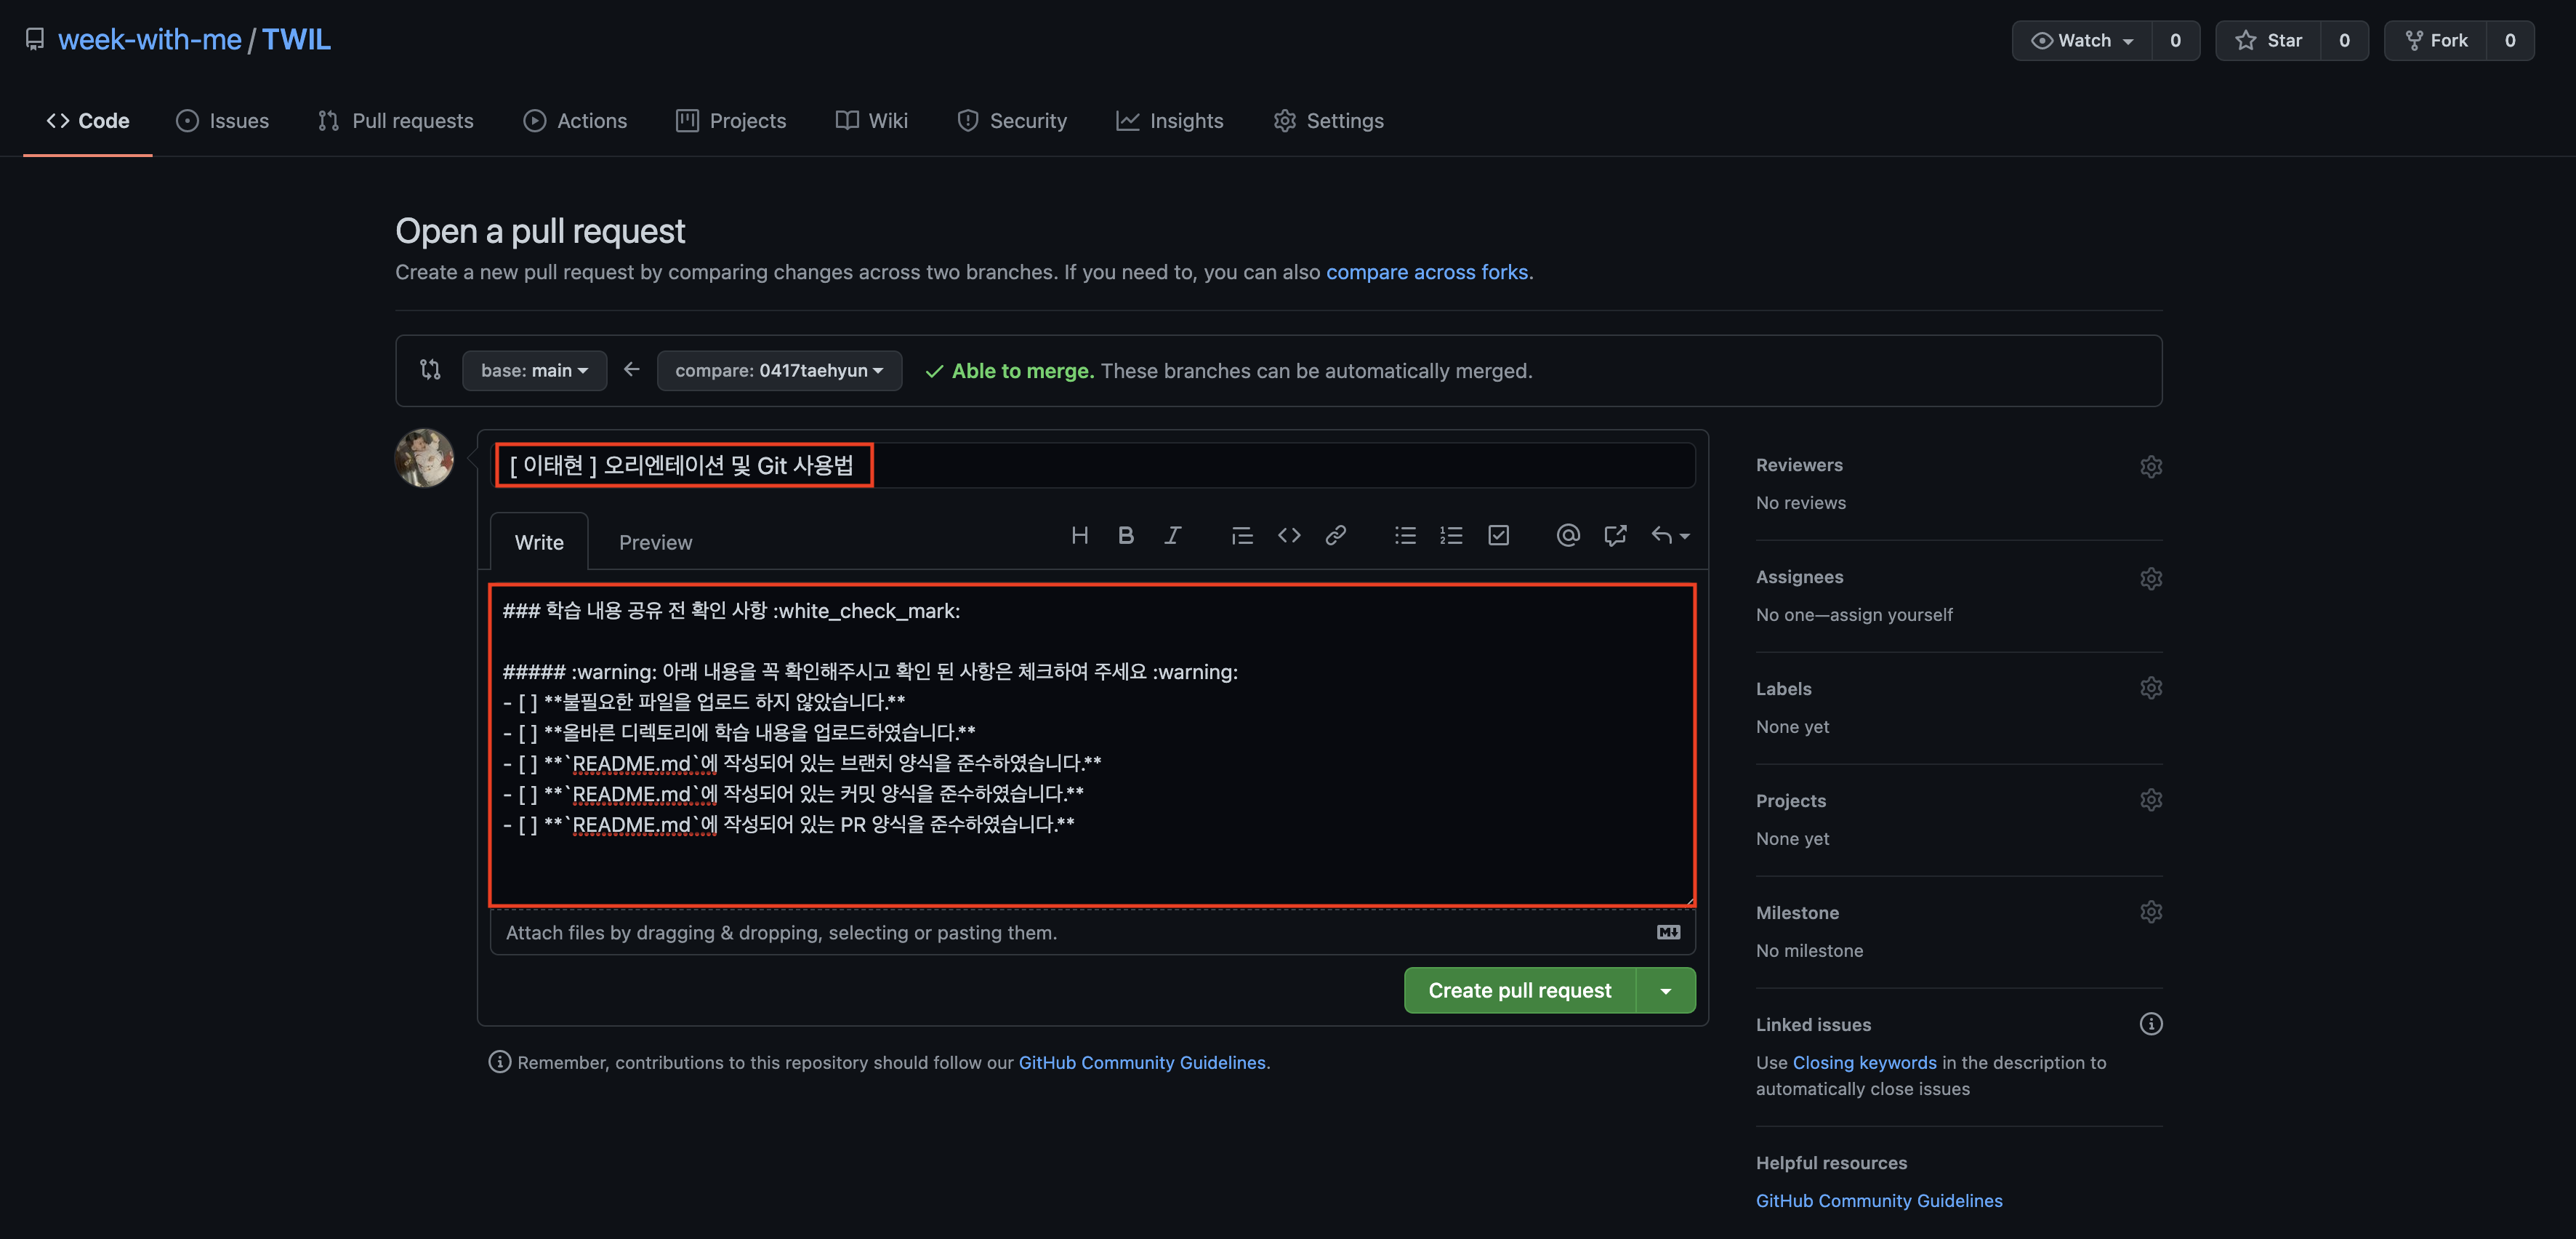 week-with-me / TWIL
Watch 0 Star 0 Fork 0
Code Issues Pull requests Actions Projects Wiki Security Insights Settings
Open a pull request
Create a new pull request by comparing changes across two branches. If you need to, you can also compare across forks.
base: main compare: 0417taehyun Able to merge. These branches can be automatically merged.
[ 이태현 ] 오리엔테이션 및 Git 사용법
Write Preview
### 학습 내용 공유 전 확인 사항 :white_check_mark:
##### :warning: 아래 내용을 꼭 확인해주시고 확인 된 사항은 체크하여 주세요 :warning:
- [ ] **불필요한 파일을 업로드 하지 않았습니다.**
- [ ] **올바른 디렉토리에 학습 내용을 업로드하였습니다.**
- [ ] **`README.md`에 작성되어 있는 브랜치 양식을 준수하였습니다.**
- [ ] **`README.md`에 작성되어 있는 커밋 양식을 준수하였습니다.**
- [ ] **`README.md`에 작성되어 있는 PR 양식을 준수하였습니다.**
Attach files by dragging & dropping, selecting or pasting them.
Create pull request
Remember, contributions to this repository should follow our GitHub Community Guidelines.
Reviewers
No reviews
Assignees
No one—assign yourself
Labels
None yet
Projects
None yet
Milestone
No milestone
Linked issues
Use Closing keywords in the description to
automatically close issues
Helpful resources
GitHub Community Guidelines